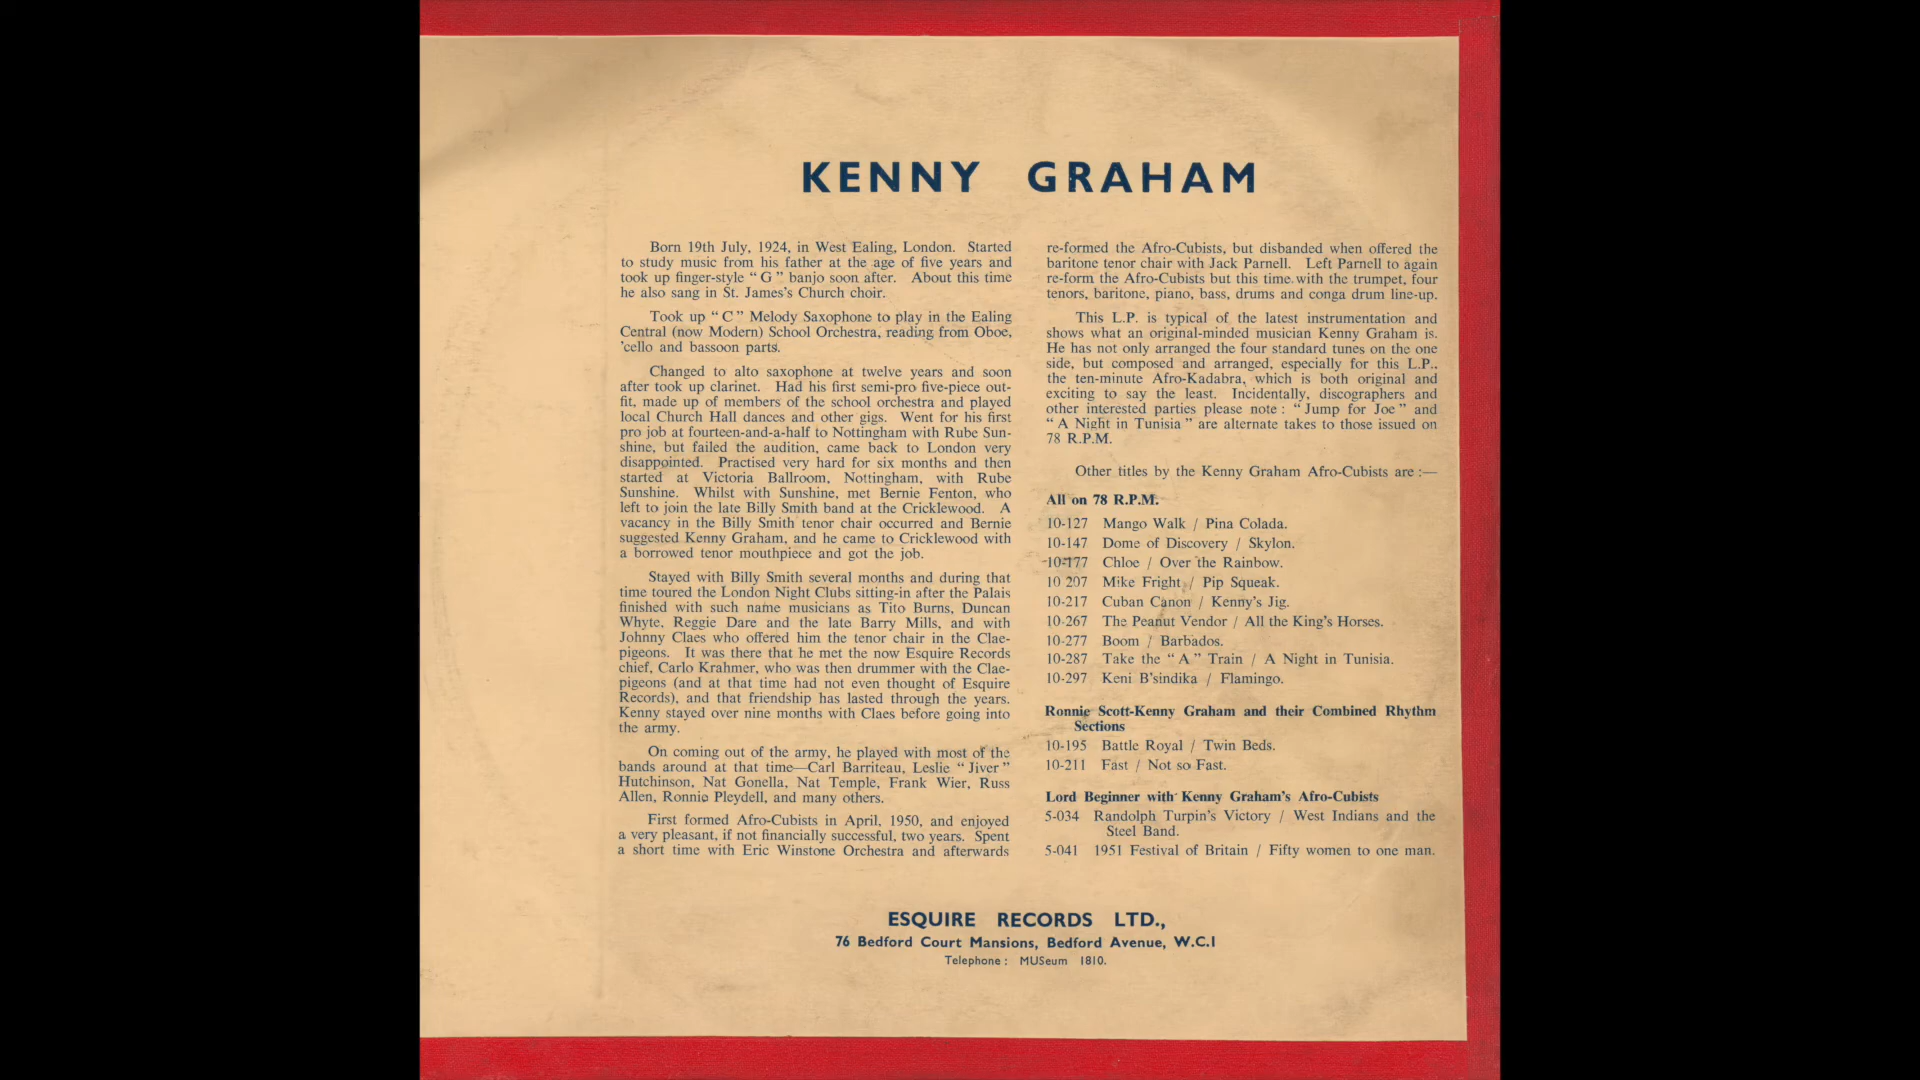 KENNY GRAHAM
Born 19th July, 1924, in West Ealing, London. Started
to study music from his father at the age of five years and
took up finger-style “ G ” banjo soon after. About this time
he also sang in St. James's Church choir.
Took up “ C ” Melody Saxophone to play in the Ealing
Central (now Modern) School Orchestra, reading from Oboe,
'cello and bassoon parts.
Changed to alto saxophone at twelve years and soon
after took up clarinet. Had his first semi-pro five-piece out-
fit, made up of members of the school orchestra and played
local Church Hall dances and other gigs. Went for his first
pro job at fourteen-and-a-half to Nottingham with Rube Sun-
shine, but failed the audition, came back to London very
disappointed. Practised very hard for six months and then
started at Victoria Ballroom, Nottingham, with Rube
Sunshine. Whilst with Sunshine, met Bernie Fenton, who
left to join the late Billy Smith band at the Cricklewood. A
vacancy in the Billy Smith tenor chair occurred and Bernie
suggested Kenny Graham, and he came to Cricklewood with
a borrowed tenor mouthpiece and got the job.
Stayed with Billy Smith several months and during that
time toured the London Night Clubs sitting-in after the Palais
finished with such name musicians as Tito Burns, Duncan
Whyte, Reggie Dare and the late Barry Mills, and with
Johnny Claes who offered him the tenor chair in the Clae-
pigeons. It was there that he met the now Esquire Records
chief, Carlo Krahmer, who was then drummer with the Clae-
pigeons (and at that time had not even thought of Esquire
Records), and that friendship has lasted through the years.
Kenny stayed over nine months with Claes before going into
the army.
On coming out of the army, he played with most of the
bands around at that time—Carl Barriteau, Leslie “ Jiver ”
Hutchinson, Nat Gonella, Nat Temple, Frank Wier, Russ
Allen, Ronnie Pleydell, and many others.
First formed Afro-Cubists in April, 1950, and enjoyed
a very pleasant, if not financially successful, two years. Spent
a short time with Eric Winstone Orchestra and afterwards
re-formed the Afro-Cubists, but disbanded when offered the
baritone tenor chair with Jack Parnell. Left Parnell to again
re-form the Afro-Cubists but this time with the trumpet, four
tenors, baritone, piano, bass, drums and conga drum line-up.
This L.P. is typical of the latest instrumentation and
shows what an original-minded musician Kenny Graham is.
He has not only arranged the four standard tunes on the one
side, but composed and arranged, especially for this L.P.,
the ten-minute Afro-Kadabra, which is both original and
exciting to say the least. Incidentally, discographers and
other interested parties please note : “ Jump for Joe ” and
“ A Night in Tunisia ” are alternate takes to those issued on
78 R.P.M.
Other titles by the Kenny Graham Afro-Cubists are :—
All on 78 R.P.M.
10-127 Mango Walk / Pina Colada.
10-147 Dome of Discovery / Skylon.
10-177 Chloe / Over the Rainbow.
10 207 Mike Fright / Pip Squeak.
10-217 Cuban Canon / Kenny's Jig.
10-267 The Peanut Vendor / All the King's Horses.
10-277 Boom / Barbados.
10-287 Take the “ A ” Train / A Night in Tunisia.
10-297 Keni B'sindika / Flamingo.
Ronnie Scott-Kenny Graham and their Combined Rhythm
Sections
10-195 Battle Royal / Twin Beds.
10-211 Fast / Not so Fast.
Lord Beginner with Kenny Graham's Afro-Cubists
5-034 Randolph Turpin's Victory / West Indians and the
Steel Band.
5-041 1951 Festival of Britain / Fifty women to one man.
ESQUIRE RECORDS LTD.,
76 Bedford Court Mansions, Bedford Avenue, W.C.1
Telephone : MUSeum 1810.